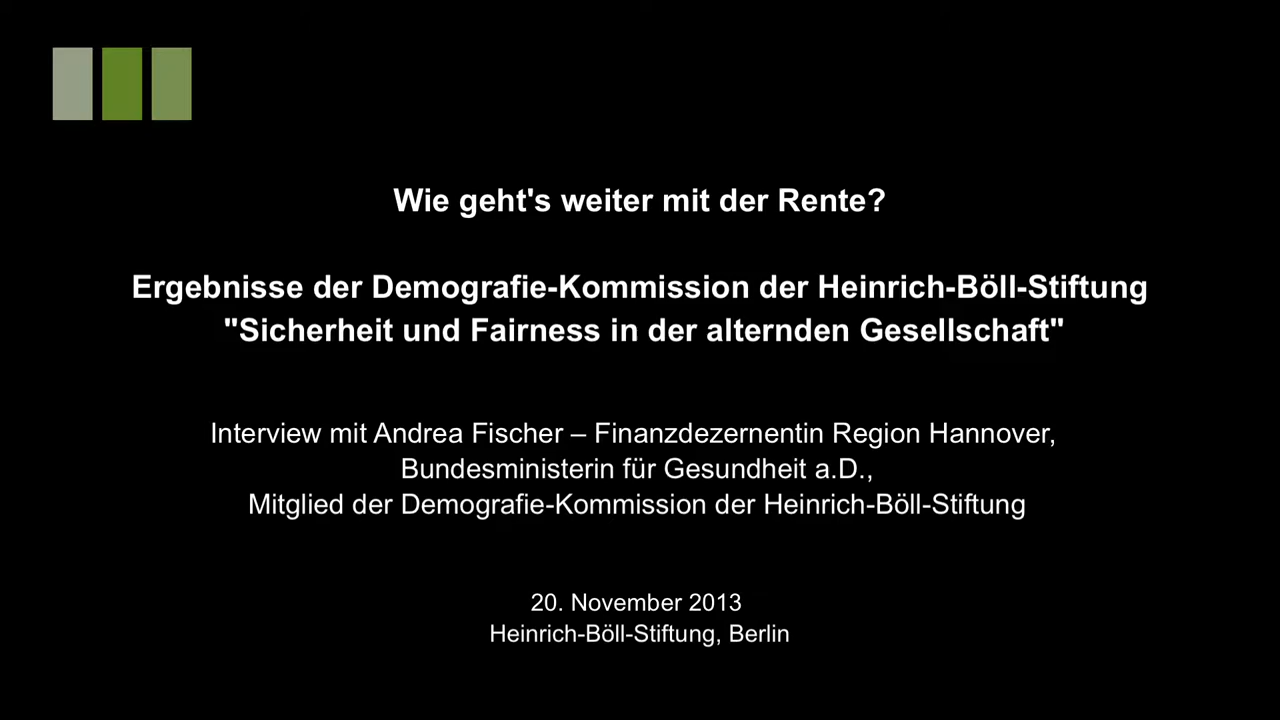 Wie geht's weiter mit der Rente?
Ergebnisse der Demografie-Kommission der Heinrich-Böll-Stiftung
"Sicherheit und Fairness in der alternden Gesellschaft"
Interview mit Andrea Fischer – Finanzdezernentin Region Hannover,
Bundesministerin für Gesundheit a.D.,
Mitglied der Demografie-Kommission der Heinrich-Böll-Stiftung
20. November 2013
Heinrich-Böll-Stiftung, Berlin